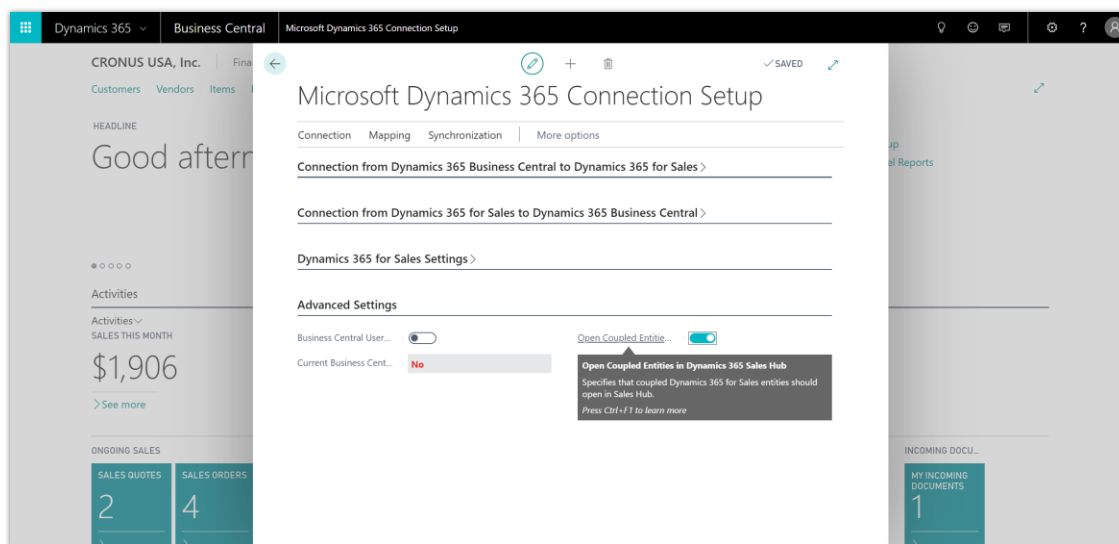 Dynamics 365
Business Central
Microsoft Dynamics 365 Connection Setup
?
CRONUS USA, Inc.
Fina
Customers Vendors Items
HEADLINE
Good aftern
Activities
Activities
SALES THIS MONTH
$1,906
See more
ONGOING SALES
SALES QUOTES
2
SALES ORDERS
4
SAVED
Microsoft Dynamics 365 Connection Setup
Connection Mapping Synchronization More options
Connection from Dynamics 365 Business Central to Dynamics 365 for Sales
Connection from Dynamics 365 for Sales to Dynamics 365 Business Central
Dynamics 365 for Sales Settings
Advanced Settings
Business Central User...
Open Coupled Entitie...
Current Business Cent...
No
Open Coupled Entities in Dynamics 365 Sales Hub
Specifies that coupled Dynamics 365 for Sales entities should
open in Sales Hub.
Press Ctrl+F1 to learn more
up
el Reports
INCOMING DOCU...
MY INCOMING
DOCUMENTS
1